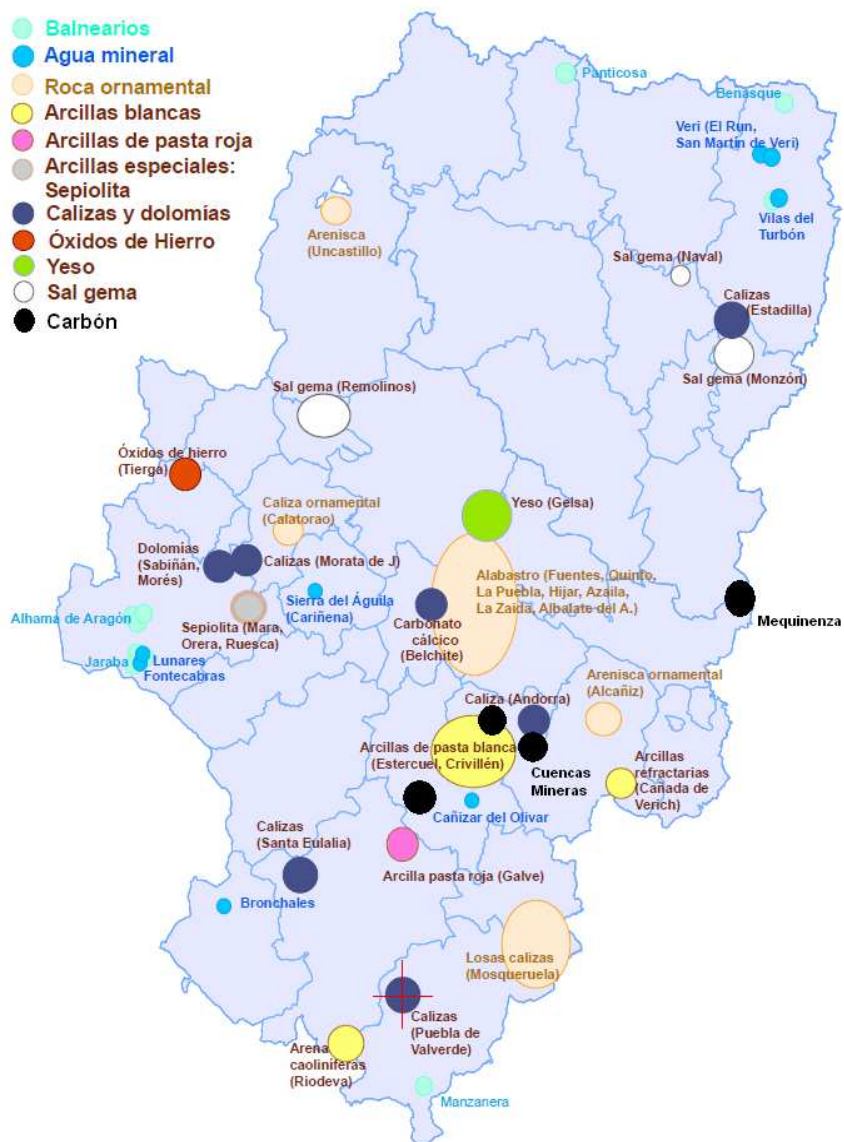 Balnearios
Agua mineral
Roca ornamental
Arcillas blancas
Arcillas de pasta roja
Arcillas especiales:
Sepiolita
Calizas y dolomías
Óxidos de Hierro
Yeso
Sal gema
Carbón
Panticosa
Benasque
Veri (El Run,
San Martín de Veri)
Vilas del
Turbón
Arenisca
(Uncastillo)
Sal gema (Naval)
Calizas
(Estadilla)
Sal gema (Monzón)
Sal gema (Remolinos)
Óxidos de hierro
(Tierga)
Caliza ornamental
(Calatorao)
Yeso (Gelsa)
Dolomías
(Sabiñán,
Morés)
Calizas (Morata de J)
Alabastro (Fuentes, Quinto,
La Puebla, Hijar, Azaila,
La Zaida, Albalate del A.)
Sierra del Águila
(Cariñena)
Alhama de Aragón
Sepiolita (Mara,
Orera, Ruesca)
Carbonato
cálcico
(Belchite)
Mequinenza
Jaraba
Lunares
Fontecabras
Arenisca ornamental
(Alcañiz)
Caliza (Andorra)
Arcillas de pasta blanca
(Estercuel, Crivillén)
Cuencas
Mineras
Arcillas
refractarias
(Cañada de
Verich)
Cañizar del Olivar
Calizas
(Santa Eulalia)
Arcilla pasta roja (Galve)
Bronchales
Losas calizas
(Mosqueruela)
Calizas
(Puebla de
Valverde)
Arena
caoliníferas
(Riodeva)
Manzanera